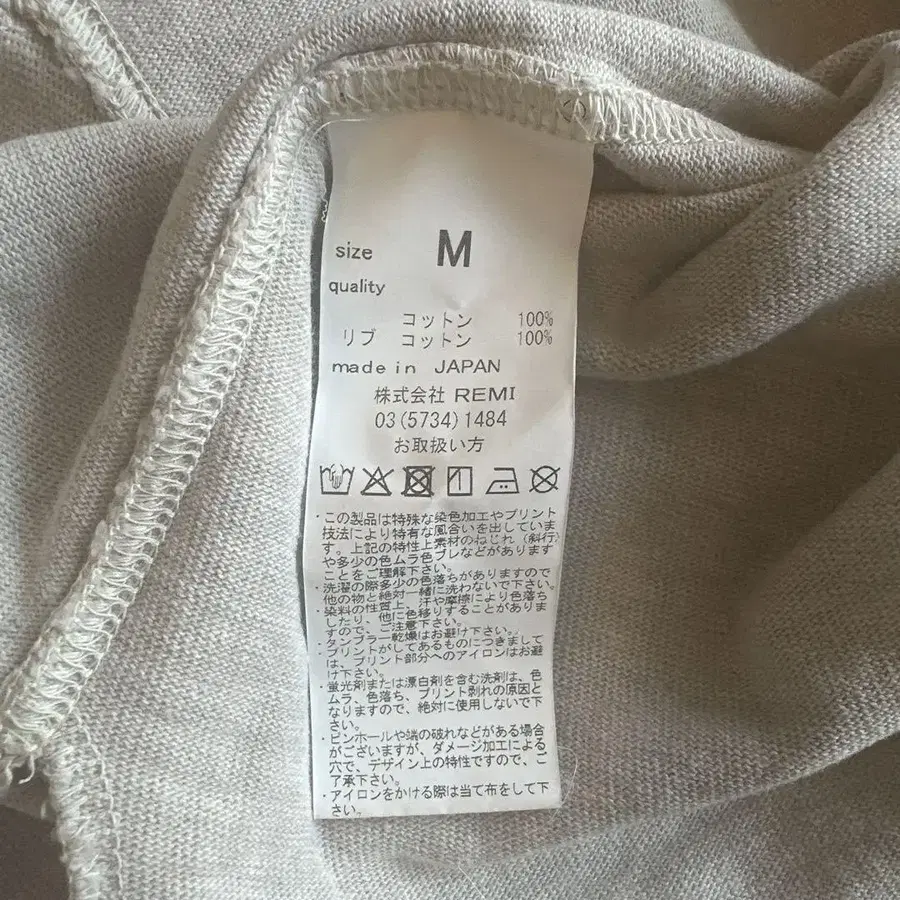 size M
quality
コットン 100%
リブ コットン 100%
made in JAPAN
株式会社 REMI
03(5734)1484
お取扱い方
・この製品は特殊な染色加工やプリント
技法により特有な風合いを出していま
す。上記の特性上素材のねじれ(斜行)
や多少の色ムラ色ブレなどがあります
ことをご理解下さい。
・洗濯の際多少の色落ちがありますので
他の物と絶対一緒に洗わないで下さい。
・染料の性質上、汗や摩擦により色落ち
したり、他に色移りすることがありま
すので、ご注意下さい。
・タンブラー乾燥はお避け下さい。
・プリントがしてあるものにつきまして
は、プリント部分へのアイロンはお避
け下さい。
・蛍光剤または漂白剤を含む洗剤は、色
ムラ、色落ち、プリント剥れの原因と
なりますので、絶対に使用しないで下
さい。
・ピンホールや端の破れなどがある場合
がございますが、ダメージ加工による
穴で、デザイン上の特性ですので、ご
了承下さい。
・アイロンをかける際は当て布をして下
さい。